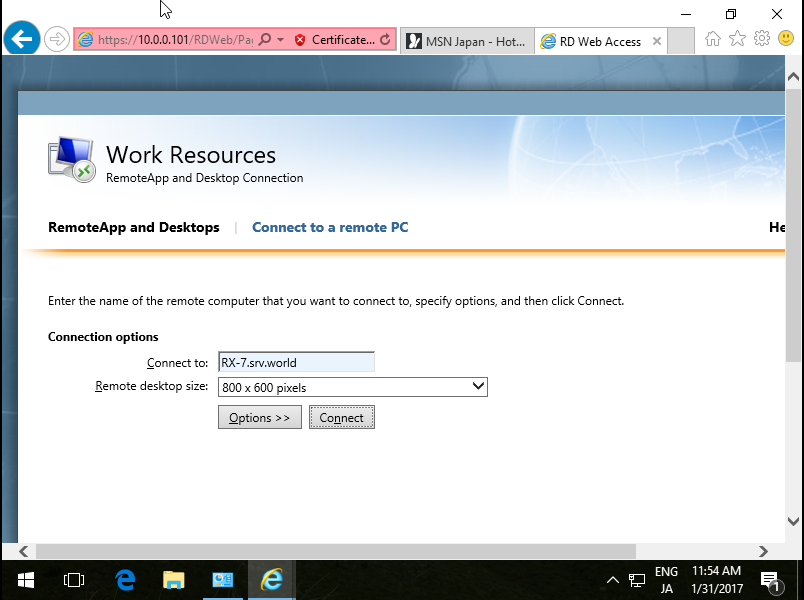 https://10.0.0.101/RDWeb/Pa
Certificate...
MSN Japan - Hot...
RD Web Access
Work Resources
RemoteApp and Desktop Connection
RemoteApp and Desktops | Connect to a remote PC
He
Enter the name of the remote computer that you want to connect to, specify options, and then click Connect.
Connection options
Connect to: RX-7.srv.world
Remote desktop size: 800 x 600 pixels
Options >> Connect
ENG 11:54 AM
JA 1/31/2017
1